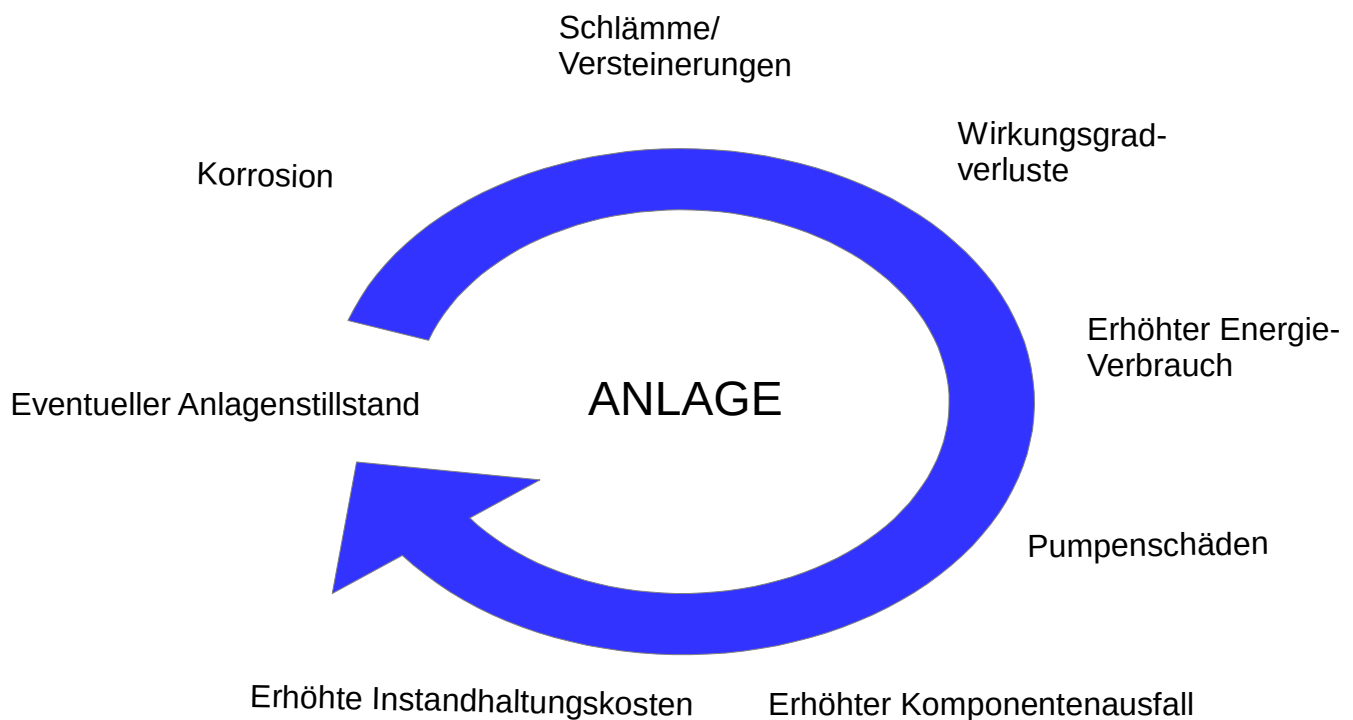 Schlämme/
Versteinerungen
Wirkungsgrad-
verluste
Korrosion
Erhöhter Energie-
Verbrauch
Eventueller Anlagenstillstand
ANLAGE
Pumpenschäden
Erhöhte Instandhaltungskosten
Erhöhter Komponentenausfall